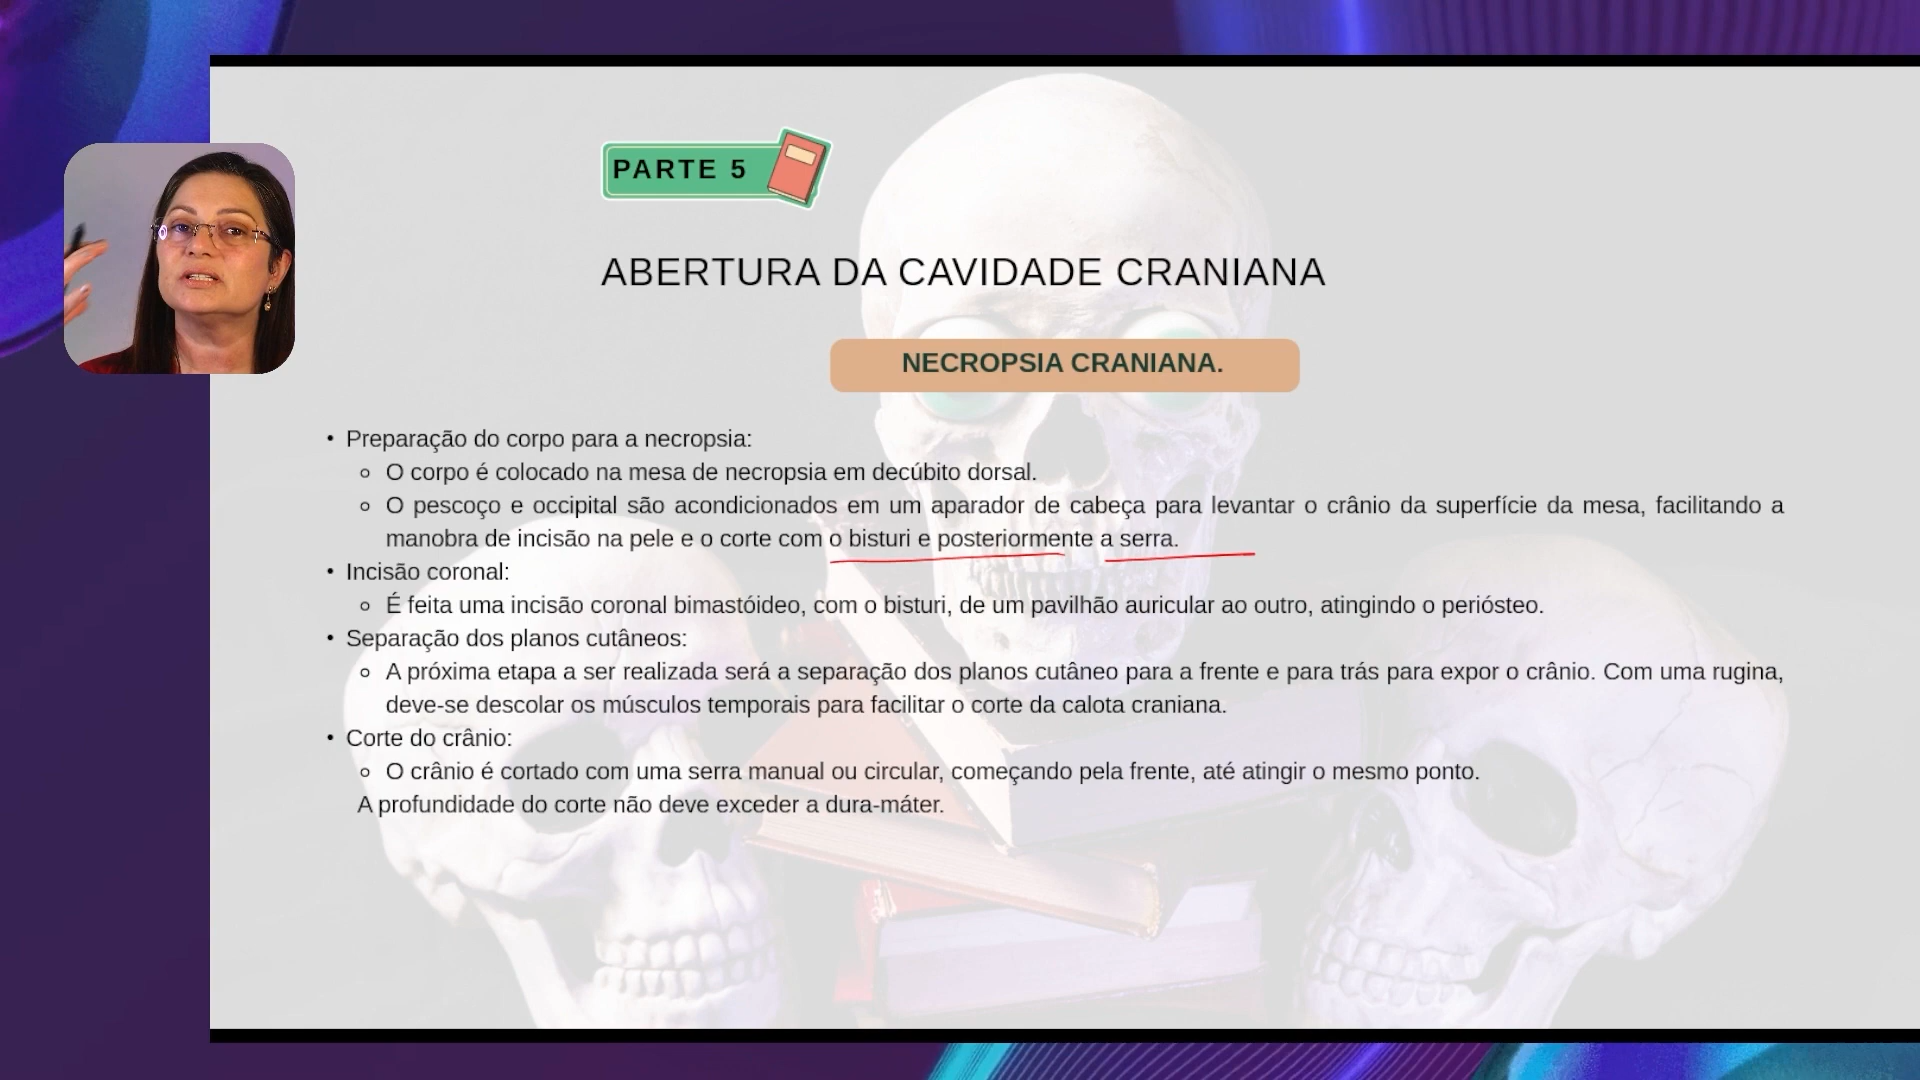 PARTE 5
ABERTURA DA CAVIDADE CRANIANA
NECROPSIA CRANIANA.
• Preparação do corpo para a necropsia:
○ O corpo é colocado na mesa de necropsia em decúbito dorsal.
○ O pescoço e occipital são acondicionados em um aparador de cabeça para levantar o crânio da superfície da mesa, facilitando a
manobra de incisão na pele e o corte com o bisturi e posteriormente a serra.
• Incisão coronal:
○ É feita uma incisão coronal bimastóideo, com o bisturi, de um pavilhão auricular ao outro, atingindo o periósteo.
• Separação dos planos cutâneos:
○ A próxima etapa a ser realizada será a separação dos planos cutâneo para a frente e para trás para expor o crânio. Com uma rugina,
deve-se descolar os músculos temporais para facilitar o corte da calota craniana.
• Corte do crânio:
○ O crânio é cortado com uma serra manual ou circular, começando pela frente, até atingir o mesmo ponto.
A profundidade do corte não deve exceder a dura-máter.